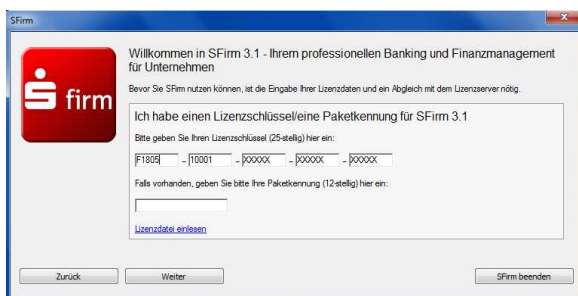 SFirm
Willkommen in SFirm 3.1 - Ihrem professionellen Banking und Finanzmanagement
für Unternehmen
Bevor Sie SFirm nutzen können, ist die Eingabe Ihrer Lizenzdaten und ein Abgleich mit dem Lizenzserver nötig.
firm
Ich habe einen Lizenzschlüssel/eine Paketkennung für SFirm 3.1
Bitte geben Sie Ihren Lizenzschlüssel (25-stellig) hier ein:
F1805 - 10001 - XXXXX - XXXXX - XXXXX
Falls vorhanden, geben Sie bitte Ihre Paketkennung (12-stellig) hier ein:
Lizenzdatei einlesen
Zurück Weiter SFirm beenden